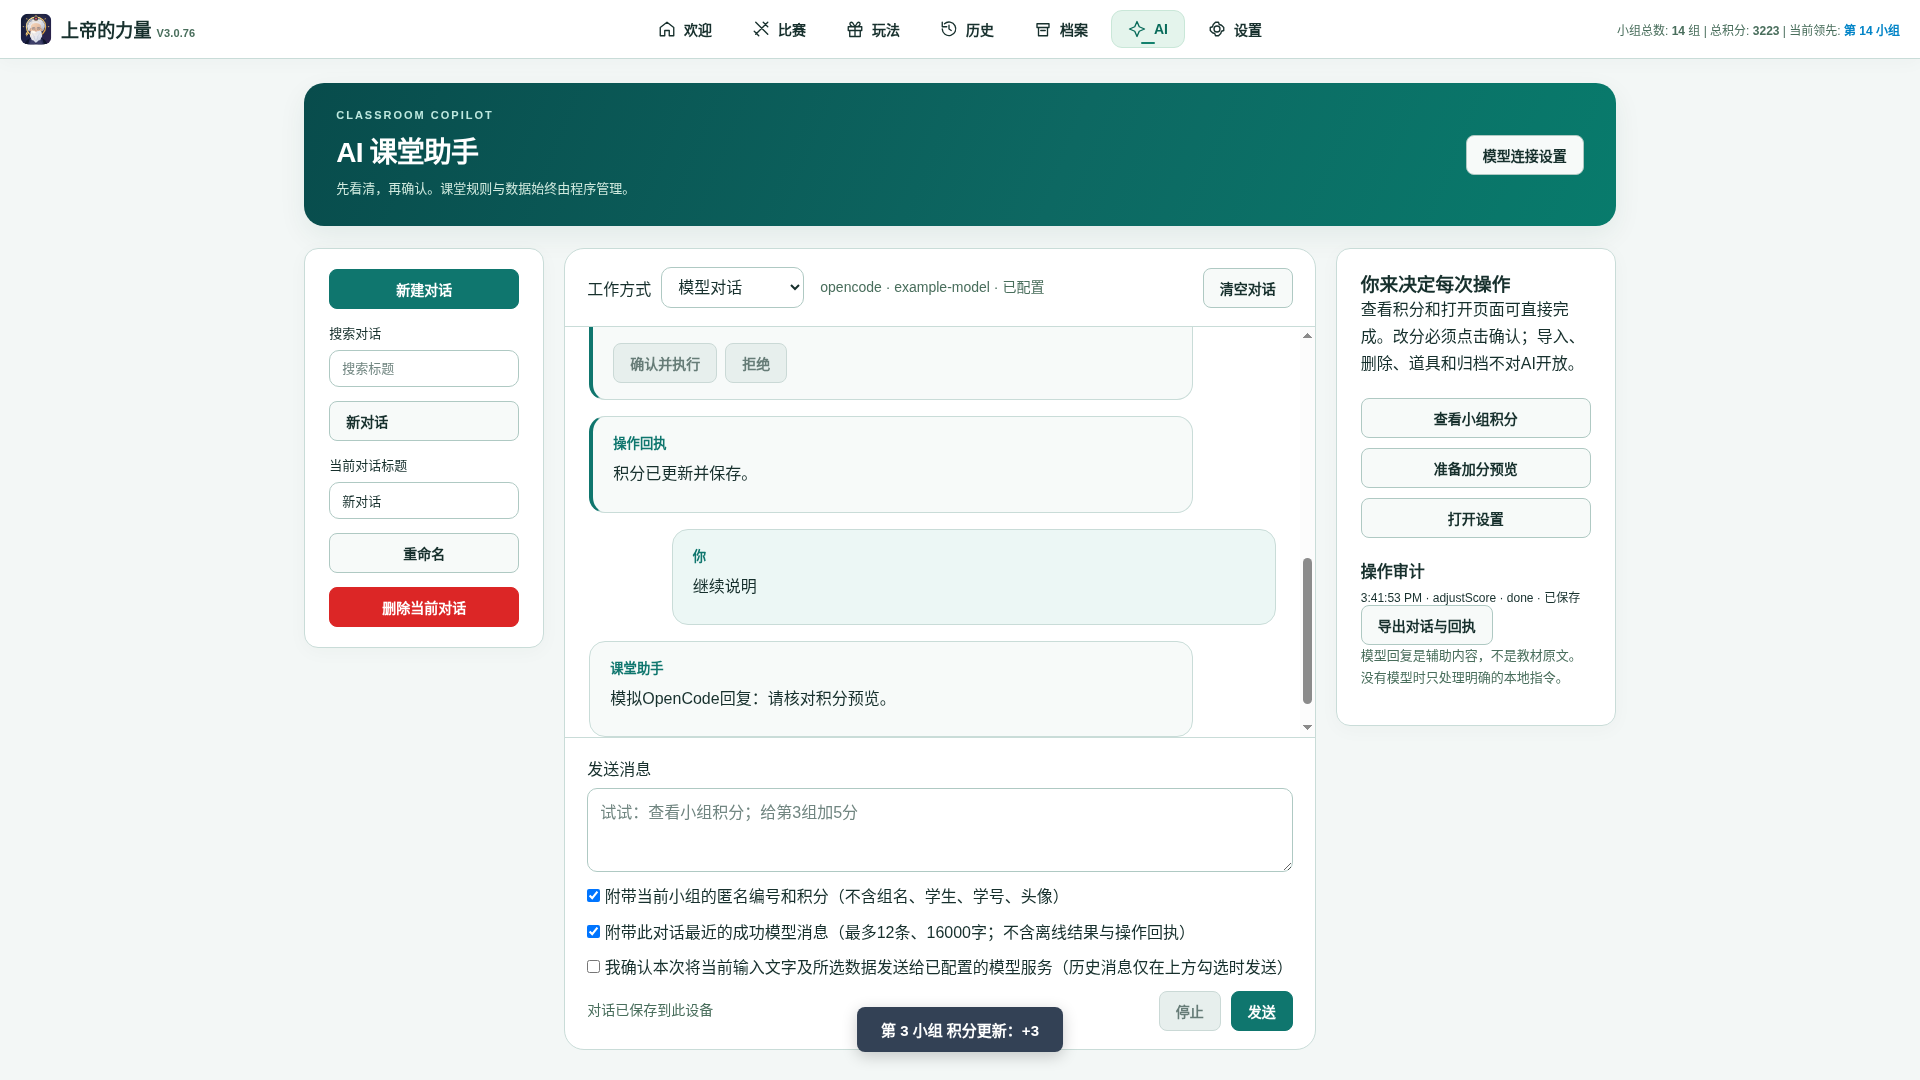 上帝的力量 V3.0.76
欢迎
比赛
玩法
历史
档案
AI
设置
小组总数: 14 组 | 总积分: 3223 | 当前领先: 第 14 小组
CLASSROOM COPILOT
AI 课堂助手
先看清，再确认。课堂规则与数据始终由程序管理。
模型连接设置
新建对话
搜索对话
搜索标题
新对话
当前对话标题
新对话
重命名
删除当前对话
工作方式
模型对话
opencode · example-model · 已配置
清空对话
确认并执行
拒绝
操作回执
积分已更新并保存。
你
继续说明
课堂助手
模拟OpenCode回复：请核对积分预览。
发送消息
试试：查看小组积分；给第3组加5分
附带当前小组的匿名编号和积分（不含组名、学生、学号、头像）
附带此对话最近的成功模型消息（最多12条、16000字；不含离线结果与操作回执）
我确认本次将当前输入文字及所选数据发送给已配置的模型服务（历史消息仅在上方勾选时发送）
对话已保存到此设备
停止
发送
第 3 小组 积分更新：+3
你来决定每次操作
查看积分和打开页面可直接完
成。改分必须点击确认；导入、
删除、道具和归档不对AI开放。
查看小组积分
准备加分预览
打开设置
操作审计
3:41:53 PM · adjustScore · done · 已保存
导出对话与回执
模型回复是辅助内容，不是教材原文。
没有模型时只处理明确的本地指令。